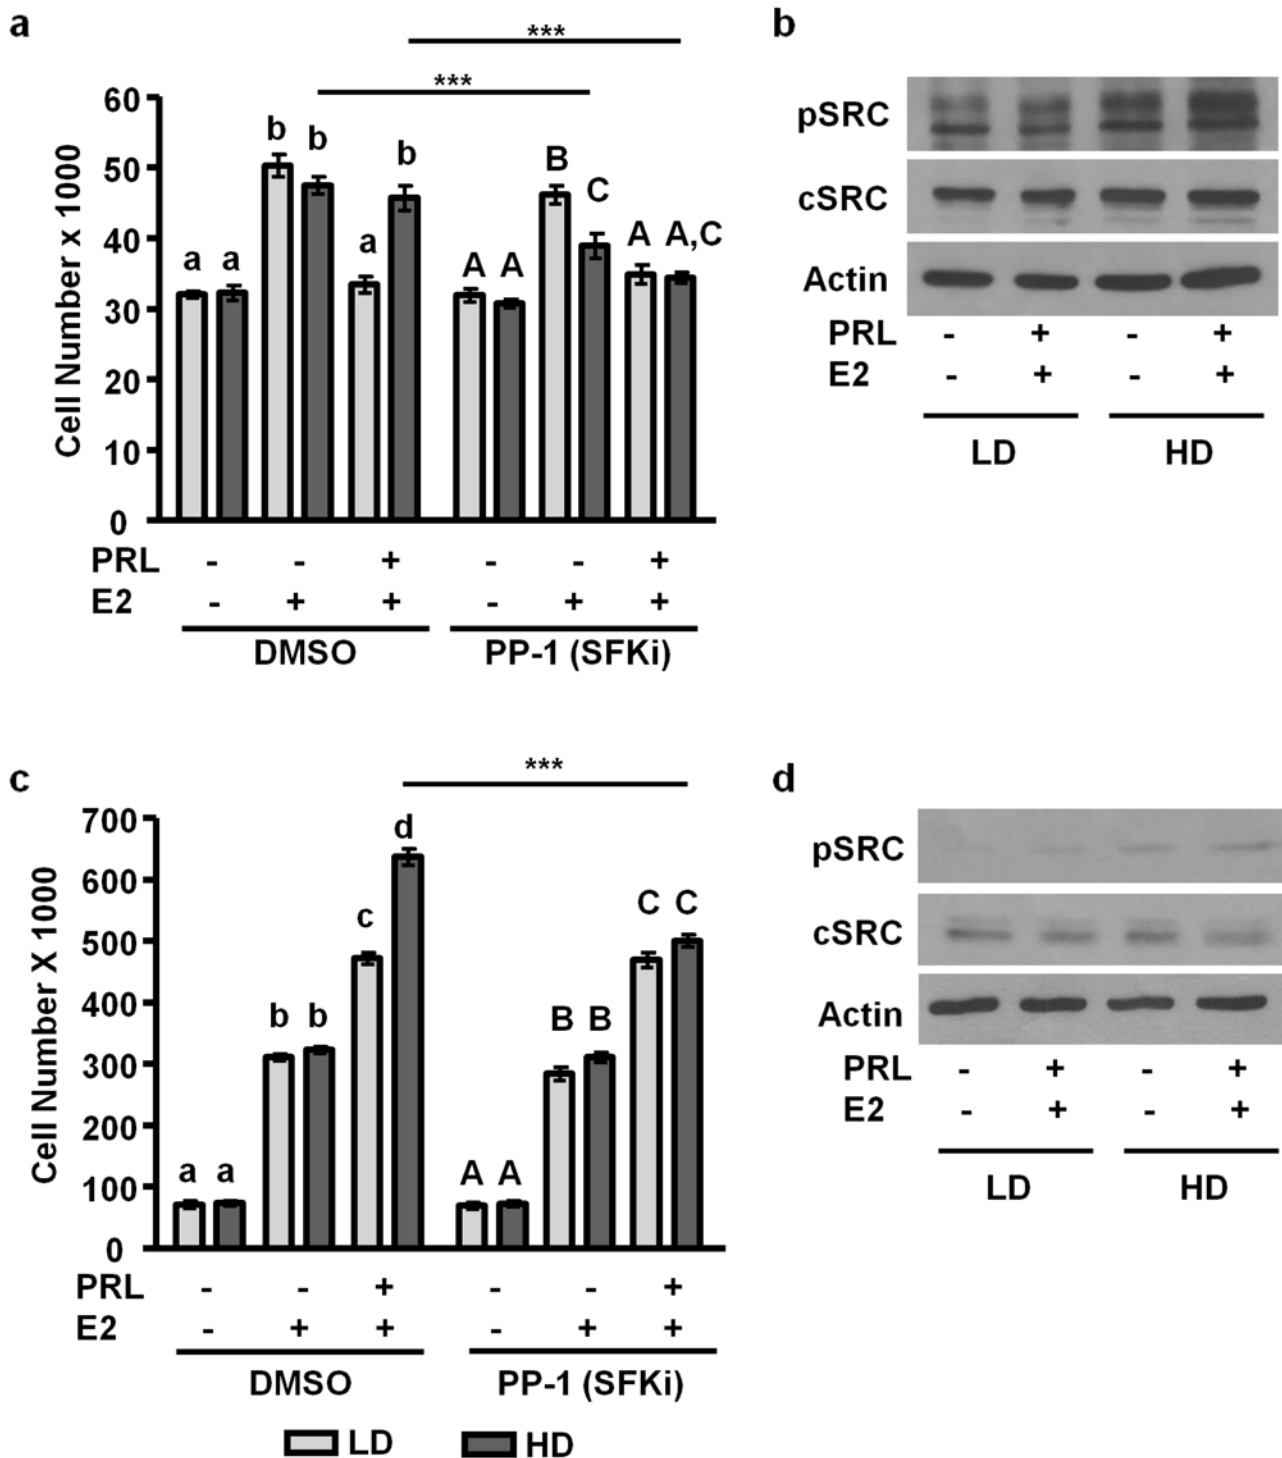 a
***
***
60
50
40
30
20
10
0
Cell Number x 1000
a a b b a b A A B C A A,C
PRL - - + - - +
E2 - + + - + +
DMSO PP-1 (SFKi)
b
pSRC
cSRC
Actin
PRL - + - +
E2 - + - +
LD HD
c
***
700
600
500
400
300
200
100
0
Cell Number X 1000
a a b b c d A A B B C C
PRL - - + - - +
E2 - + + - + +
DMSO PP-1 (SFKi)
LD HD
d
pSRC
cSRC
Actin
PRL - + - +
E2 - + - +
LD HD